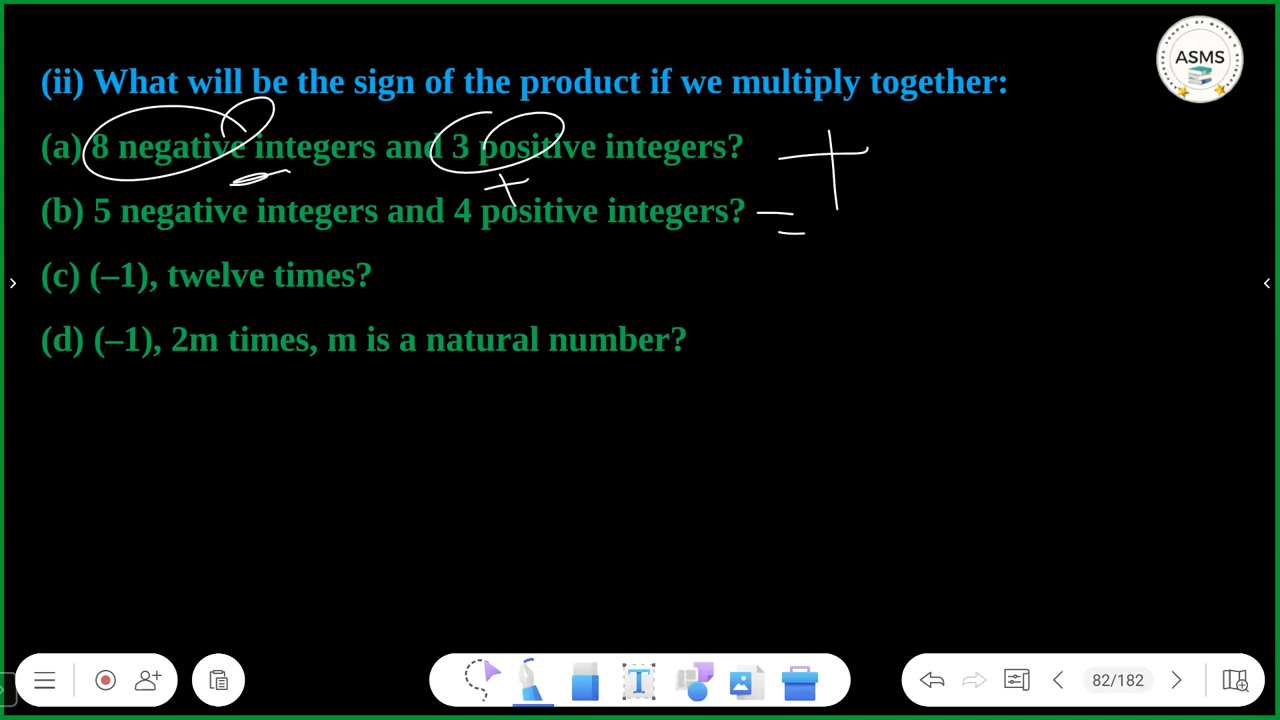 (ii) What will be the sign of the product if we multiply together:
(a) 8 negative integers and 3 positive integers? +
+
(b) 5 negative integers and 4 positive integers? –
(c) (–1), twelve times?
(d) (–1), 2m times, m is a natural number?
ASMS
82/182